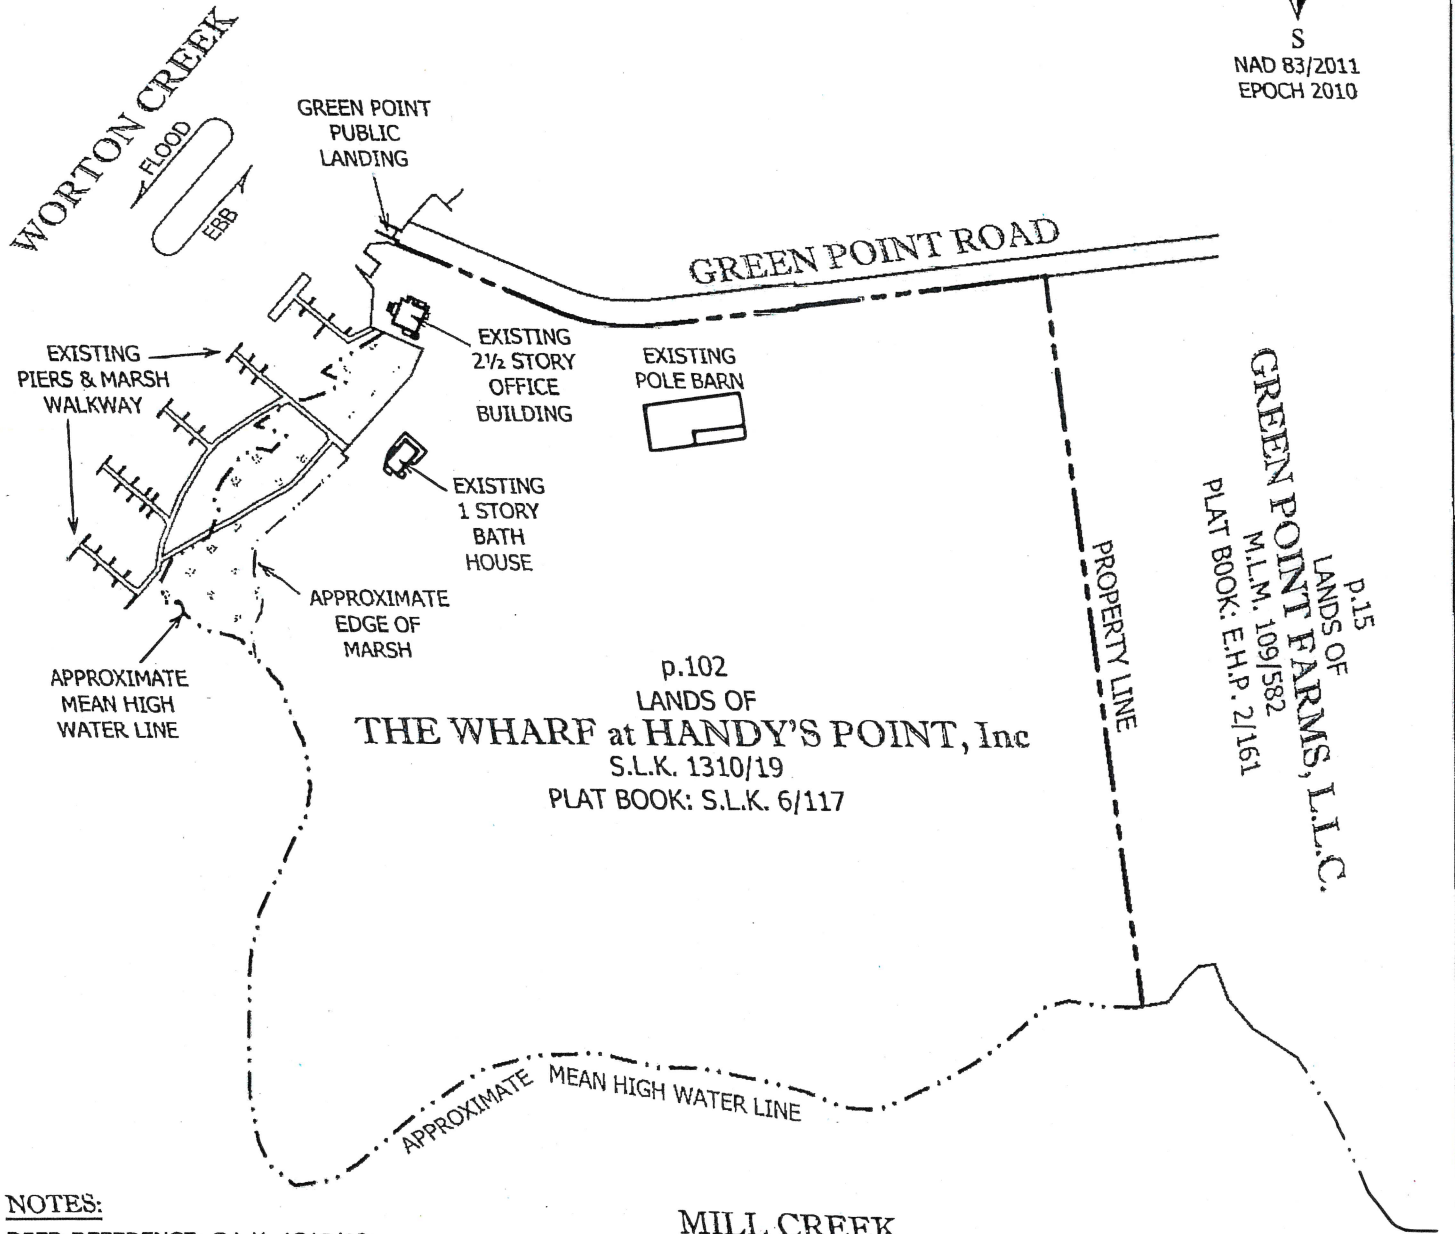 WORTON CREEK
FLOOD
EBB
S
NAD 83/2011
EPOCH 2010
GREEN POINT
PUBLIC
LANDING
GREEN POINT ROAD
EXISTING
PIERS & MARSH
WALKWAY
EXISTING
2½ STORY
OFFICE
BUILDING
EXISTING
POLE BARN
EXISTING
1 STORY
BATH
HOUSE
APPROXIMATE
EDGE OF
MARSH
APPROXIMATE
MEAN HIGH
WATER LINE
PROPERTY LINE
p.15
LANDS OF
GREEN POINT FARMS, L.L.C.
M.L.M. 109/582
PLAT BOOK: E.H.P. 2/161
p.102
LANDS OF
THE WHARF at HANDY'S POINT, Inc
S.L.K. 1310/19
PLAT BOOK: S.L.K. 6/117
APPROXIMATE MEAN HIGH WATER LINE
NOTES:
MILL CREEK